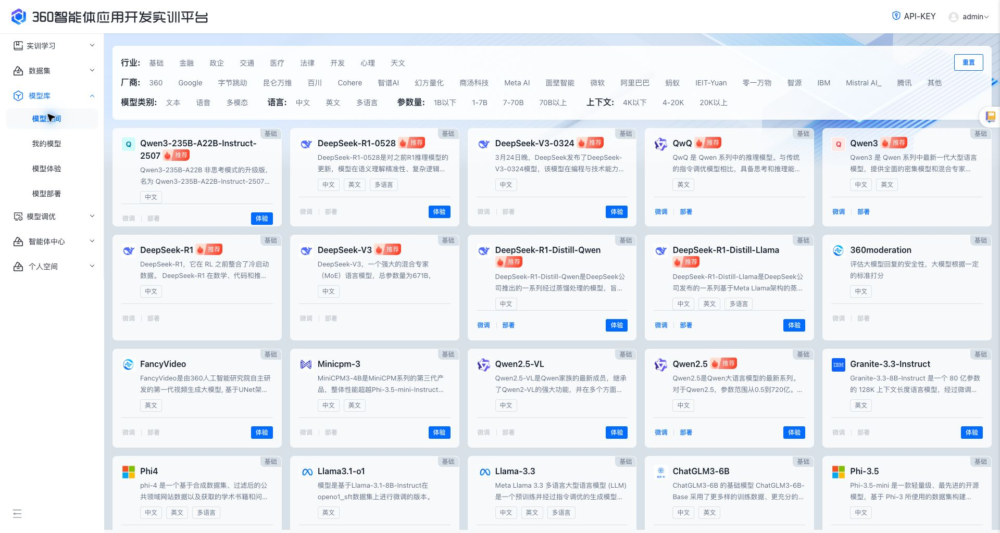 360智能体应用开发实训平台
API-KEY admin
实训学习
数据集
模型库
模型空间
我的模型
模型体验
模型部署
模型调优
智能体中心
个人空间
行业: 基础 金融 政企 交通 医疗 法律 开发 心理 天文 重置
厂商: 360 Google 字节跳动 昆仑万维 百川 Cohere 智谱AI 幻方量化 商汤科技 Meta AI 面壁智能 微软 阿里巴巴 蚂蚁 IEIT-Yuan 零一万物 智源 IBM Mistral AI_ 腾讯 其他
模型类别: 文本 语音 多模态 语言: 中文 英文 多语言 参数量: 1B以下 1-7B 7-70B 70B以上 上下文: 4K以下 4-20K 20K以上
基础
Qwen3-235B-A22B-Instruct-
2507 推荐
Qwen3-235B-A22B 非思考模式的升级版，
名为 Qwen3-235B-A22B-Instruct-2507...
中文
微调 部署 体验
基础
DeepSeek-R1-0528 推荐
DeepSeek-R1-0528是对之前R1推理模型的
更新，模型在语义理解精准性、复杂逻辑...
中文 英文 多语言
微调 部署 体验
基础
DeepSeek-V3-0324 推荐
3月24日晚，DeepSeek发布了DeepSeek-
V3-0324模型，该模型在编程与技术能力...
中文
微调 部署 体验
基础
QwQ 推荐
QwQ 是 Qwen 系列中的推理模型。与传统
的指令调优模型相比，具备思考和推理能...
英文
微调 部署
基础
Qwen3 推荐
Qwen3 是 Qwen 系列中最新一代大型语言
模型，提供全面的密集模型和混合专家...
中文 英文
微调 部署
基础
DeepSeek-R1 推荐
DeepSeek-R1，它在 RL 之前整合了冷启动
数据。 DeepSeek-R1 在数学、代码和推...
中文
微调 部署
基础
DeepSeek-V3 推荐
DeepSeek-V3，一个强大的混合专家
（MoE）语言模型，总参数量为671B，
中文
微调 部署
基础
DeepSeek-R1-Distill-Qwen
推荐
DeepSeek-R1-Distill-Qwen是DeepSeek公
司推出的一系列经过蒸馏处理的模型，旨...
中文
微调 部署 体验
基础
DeepSeek-R1-Distill-Llama
推荐
DeepSeek-R1-Distill-Llama是DeepSeek公
司发布的一系列基于Meta Llama架构的蒸...
中文 英文 多语言
微调 部署 体验
基础
360moderation
评估大模型回复的安全性，大模型根据一定
的标准打分
中文
微调 部署
基础
FancyVideo
FancyVideo是由360人工智能研究院自主研
发的第一代视频生成大模型, 基于UNet架...
英文
微调 部署 体验
基础
Minicpm-3
MiniCPM3-4B是MiniCPM系列的第三代产
品，整体性能超越Phi-3.5-mini-Instruct...
中文 英文
微调 部署 体验
基础
Qwen2.5-VL
Qwen2.5-VL是Qwen家族的最新成员，继承
了Qwen2-VL的强大功能，并在多个方面...
中文
微调 部署 体验
基础
Qwen2.5 推荐
Qwen2.5是Qwen大语言模型的最新系列。
对于Qwen2.5，参数范围从0.5到720亿。...
中文
微调 部署 体验
基础
IBM Granite-3.3-Instruct
Granite-3.3-8B-Instruct 是一个 80 亿参数
的 128K 上下文长度语言模型，经过微调...
英文
微调 部署 体验
基础
Phi4
phi-4 是一个基于合成数据集、过滤后的公
共领域网站数据以及获取的学术书籍和问...
中文 英文 多语言
基础
Llama3.1-o1
模型是基于Llama-3.1-8B-Instruct在
openo1_sft数据集上进行微调的版本。
英文
基础
Llama-3.3
Meta Llama 3.3 多语言大型语言模型 (LLM)
是一个预训练并经过指令调优的生成模型...
中文 英文 多语言
基础
ChatGLM3-6B
ChatGLM3-6B 的基础模型 ChatGLM3-6B-
Base 采用了更多样的训练数据、更充分的...
中文 英文
基础
Phi-3.5
Phi-3.5-mini 是一款轻量级、最先进的开源
模型，基于 Phi-3 所使用的数据集构建...
中文